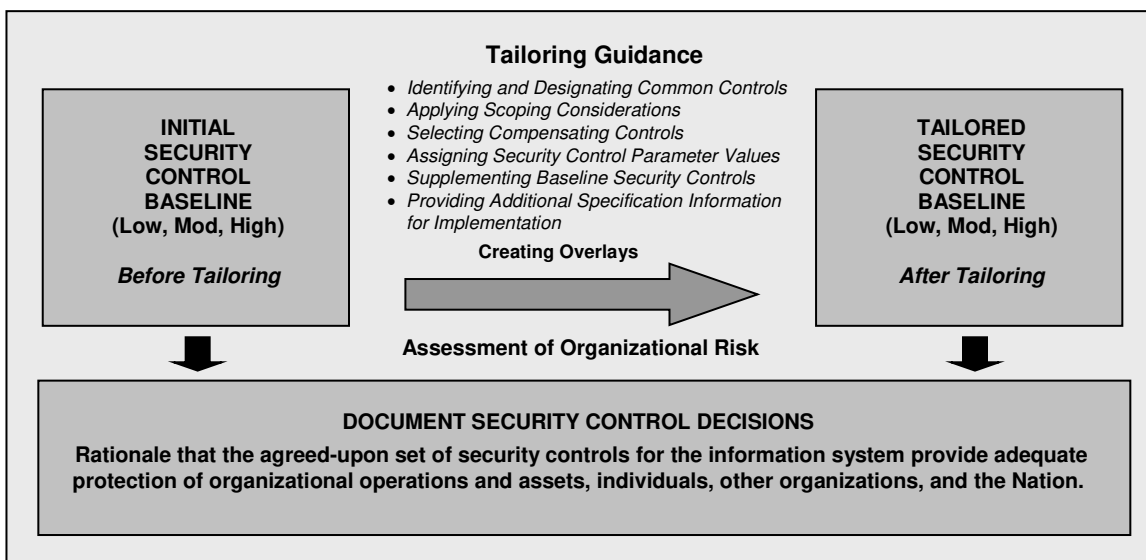 Tailoring Guidance
• Identifying and Designating Common Controls
• Applying Scoping Considerations
• Selecting Compensating Controls
• Assigning Security Control Parameter Values
• Supplementing Baseline Security Controls
• Providing Additional Specification Information
for Implementation
Creating Overlays
Assessment of Organizational Risk
INITIAL
SECURITY
CONTROL
BASELINE
(Low, Mod, High)
Before Tailoring
TAILORED
SECURITY
CONTROL
BASELINE
(Low, Mod, High)
After Tailoring
DOCUMENT SECURITY CONTROL DECISIONS
Rationale that the agreed-upon set of security controls for the information system provide adequate
protection of organizational operations and assets, individuals, other organizations, and the Nation.